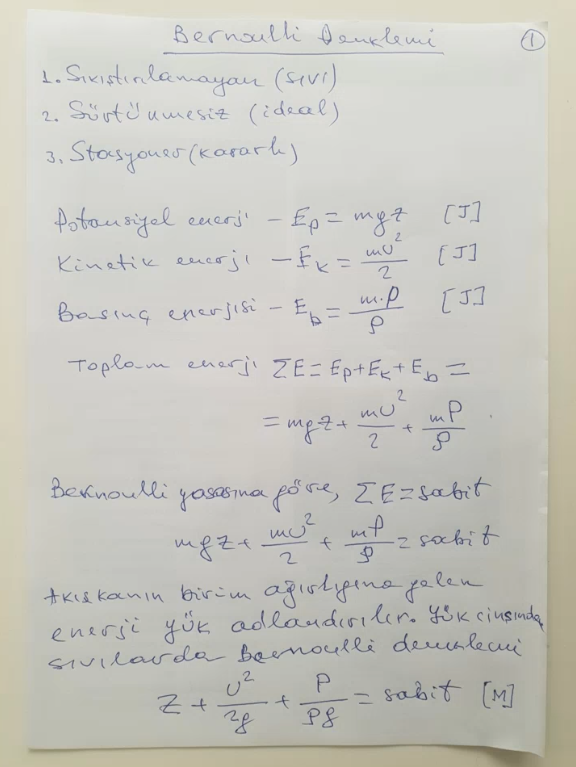 Bernoulli Denklemi
1
1. Sıkıştırılamayan (sıvı)
2. Sürtünmesiz (ideal)
3. Stasyoner (kararlı)
Potansiyel enerji - Eₚ = mgz [J]
Kinetik enerji - Eₖ = mυ²/2 [J]
Basınç enerjisi - E_b = m·P/ρ [J]
Toplam enerji ΣE = Eₚ + Eₖ + E_b =
= mgz + mυ²/2 + mP/ρ
Bernoulli yasasına göre, ΣE = sabit
mgz + mυ²/2 + mP/ρ = sabit
Akışkanın birim ağırlığına gelen
enerji yük adlandırılır. Yük cinsinden
sıvılarda Bernoulli denklemi
Z + υ²/2g + P/ρg = sabit [M]